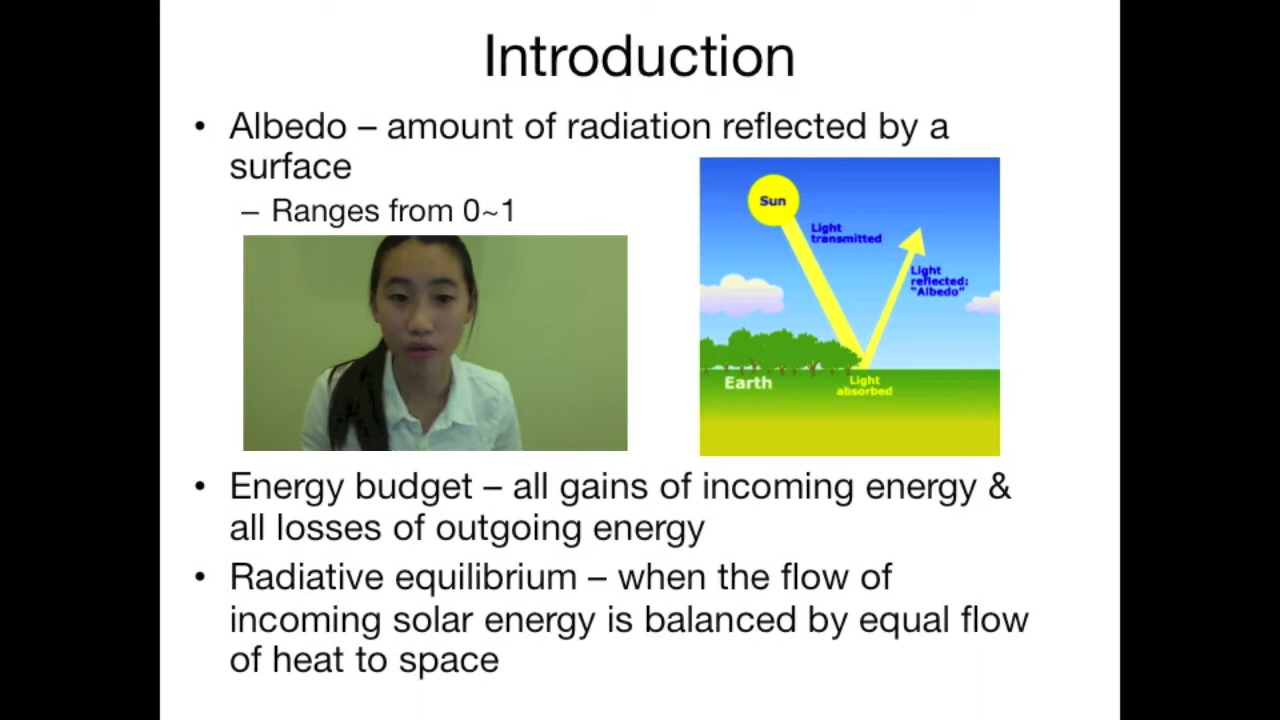 Introduction
• Albedo – amount of radiation reflected by a
surface
– Ranges from 0~1
Sun
Light
transmitted
Light
reflected:
"Albedo"
Earth
Light
absorbed
• Energy budget – all gains of incoming energy &
all losses of outgoing energy
• Radiative equilibrium – when the flow of
incoming solar energy is balanced by equal flow
of heat to space